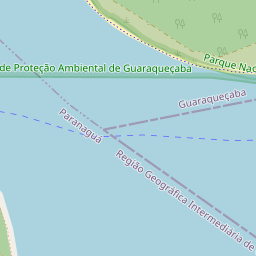 Parque Nac
de Proteção Ambiental de Guaraqueçaba
Guaraqueçaba
Paranaguá
Região Geográfica Intermediária de